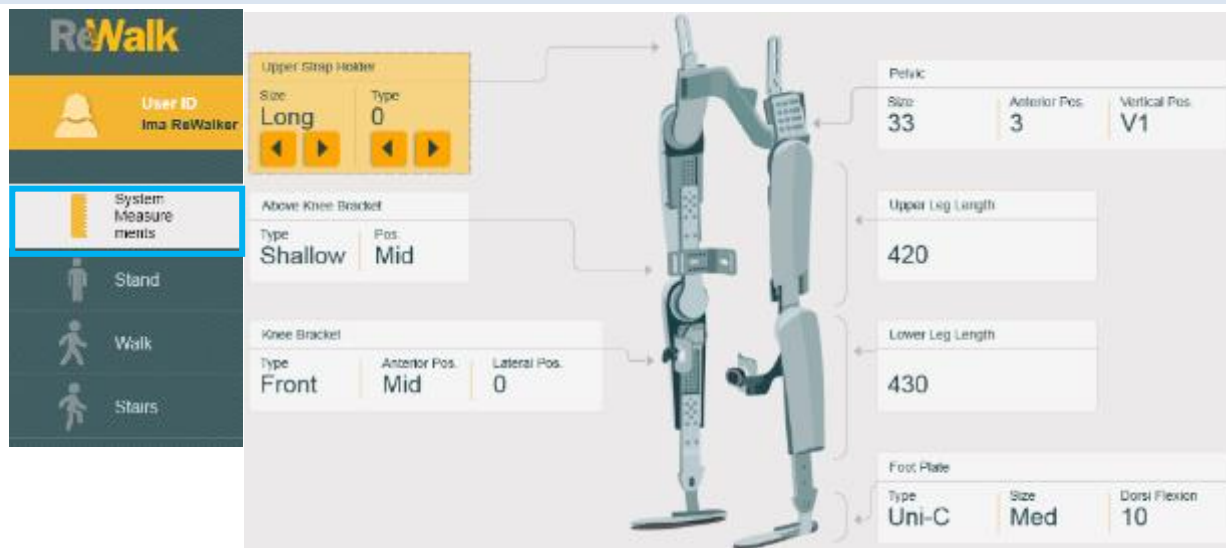 ReWalk
User ID
Ima ReWalker
System
Measure
ments
Stand
Walk
Stairs
Upper Strap Holder
Size Type
Long 0
Above Knee Bracket
Type Pos.
Shallow Mid
Knee Bracket
Type Anterior Pos. Lateral Pos.
Front Mid 0
Pelvic
Size Anterior Pos. Vertical Pos.
33 3 V1
Upper Leg Length
420
Lower Leg Length
430
Foot Plate
Type Size Dorsi Flexion
Uni-C Med 10